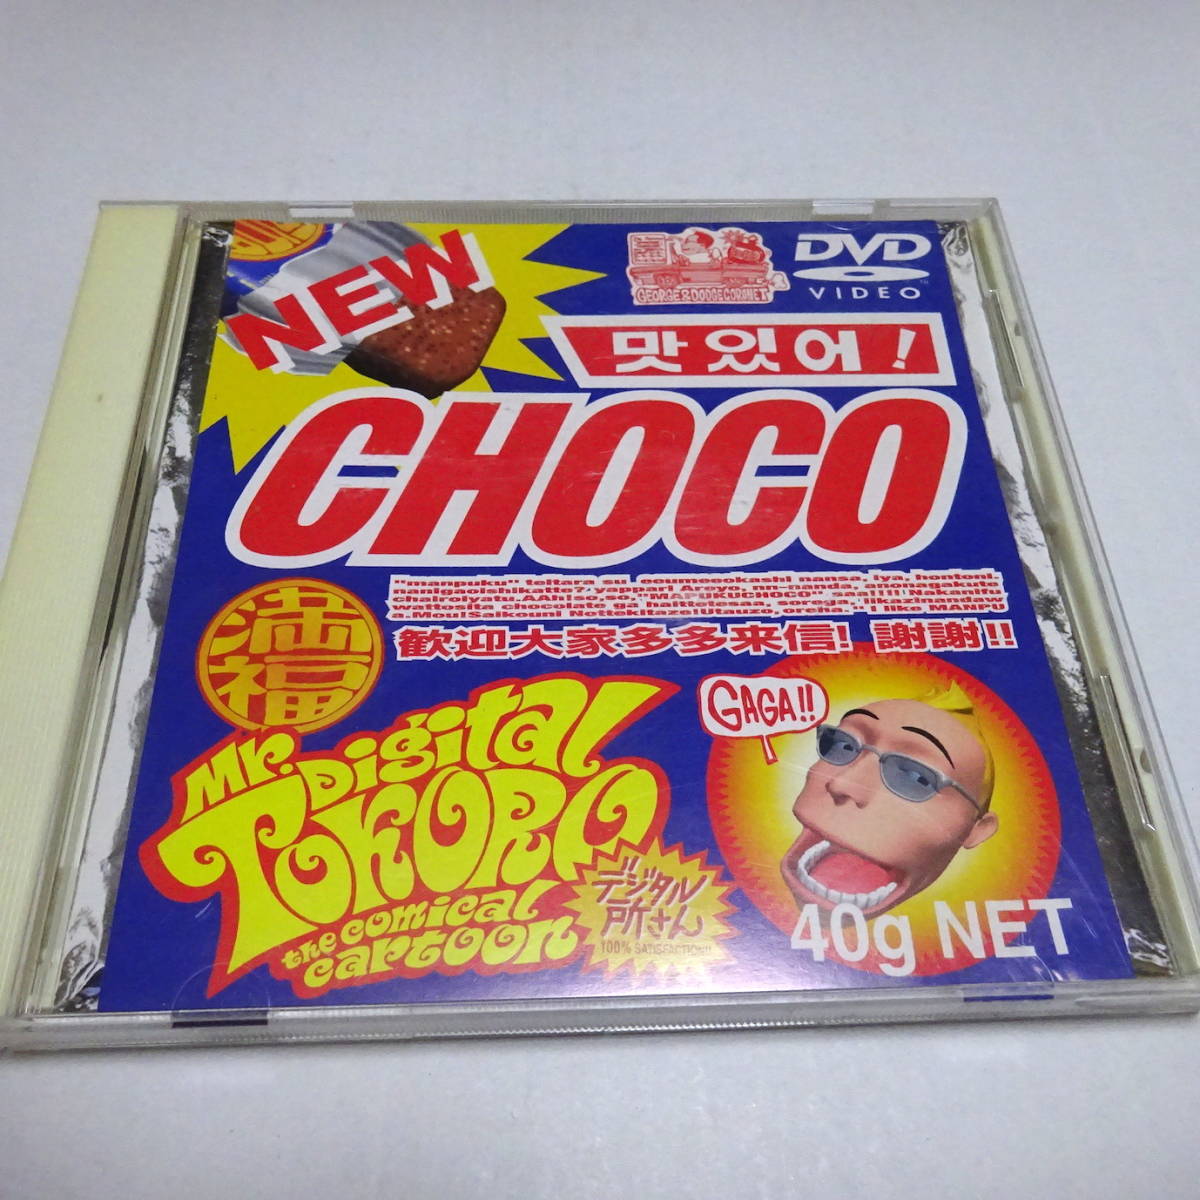 NEW
GEORGE & DODGE CORONET
DVD
VIDEO
맛있어!
CHOCO
歓迎大家多多来信! 謝謝!!
満福
GAGA!!
Mr. Digital
TOKORO
the comical
cartoon
デジタル
所さん
100% SATISFACTION!!
40g NET